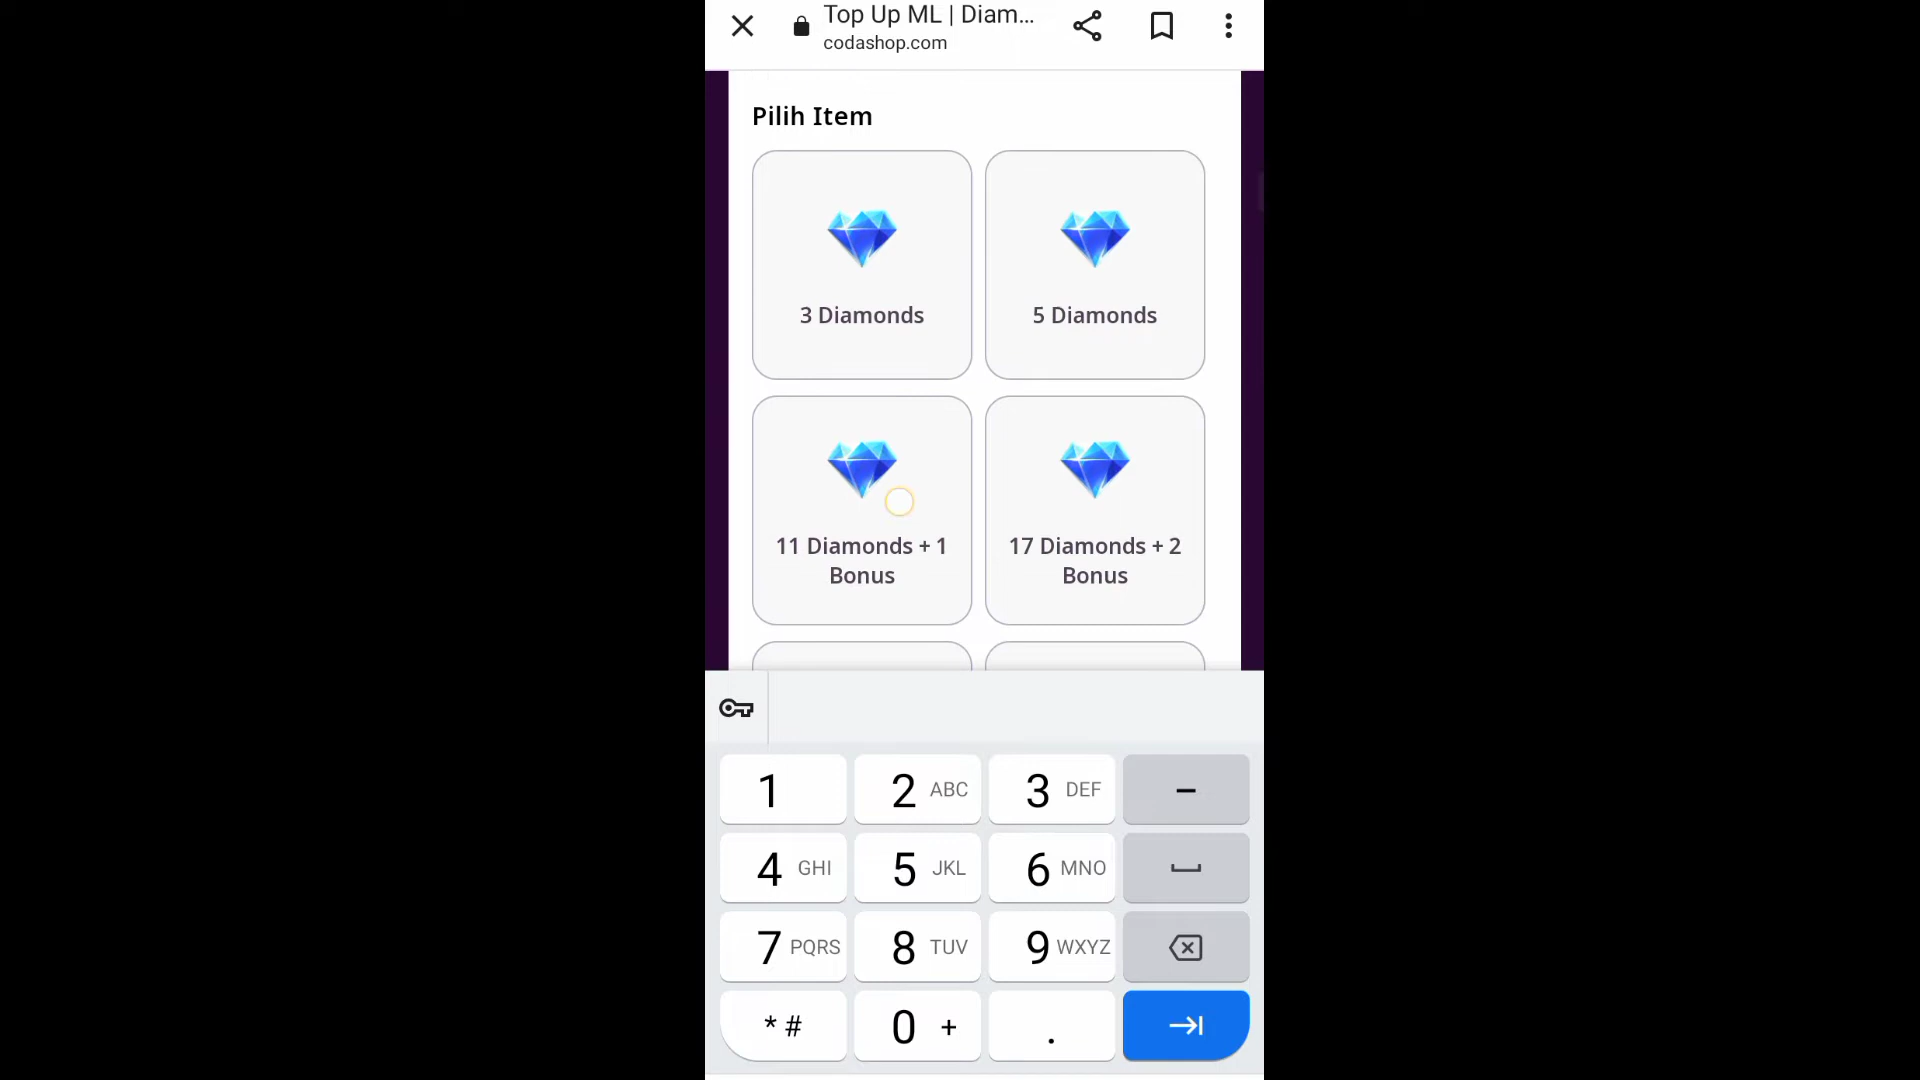 Top Up ML | Diam...
codashop.com
Pilih Item
3 Diamonds
5 Diamonds
11 Diamonds + 1
Bonus
17 Diamonds + 2
Bonus
1
2 ABC
3 DEF
–
4 GHI
5 JKL
6 MNO
7 PQRS
8 TUV
9 WXYZ
* #
0 +
.